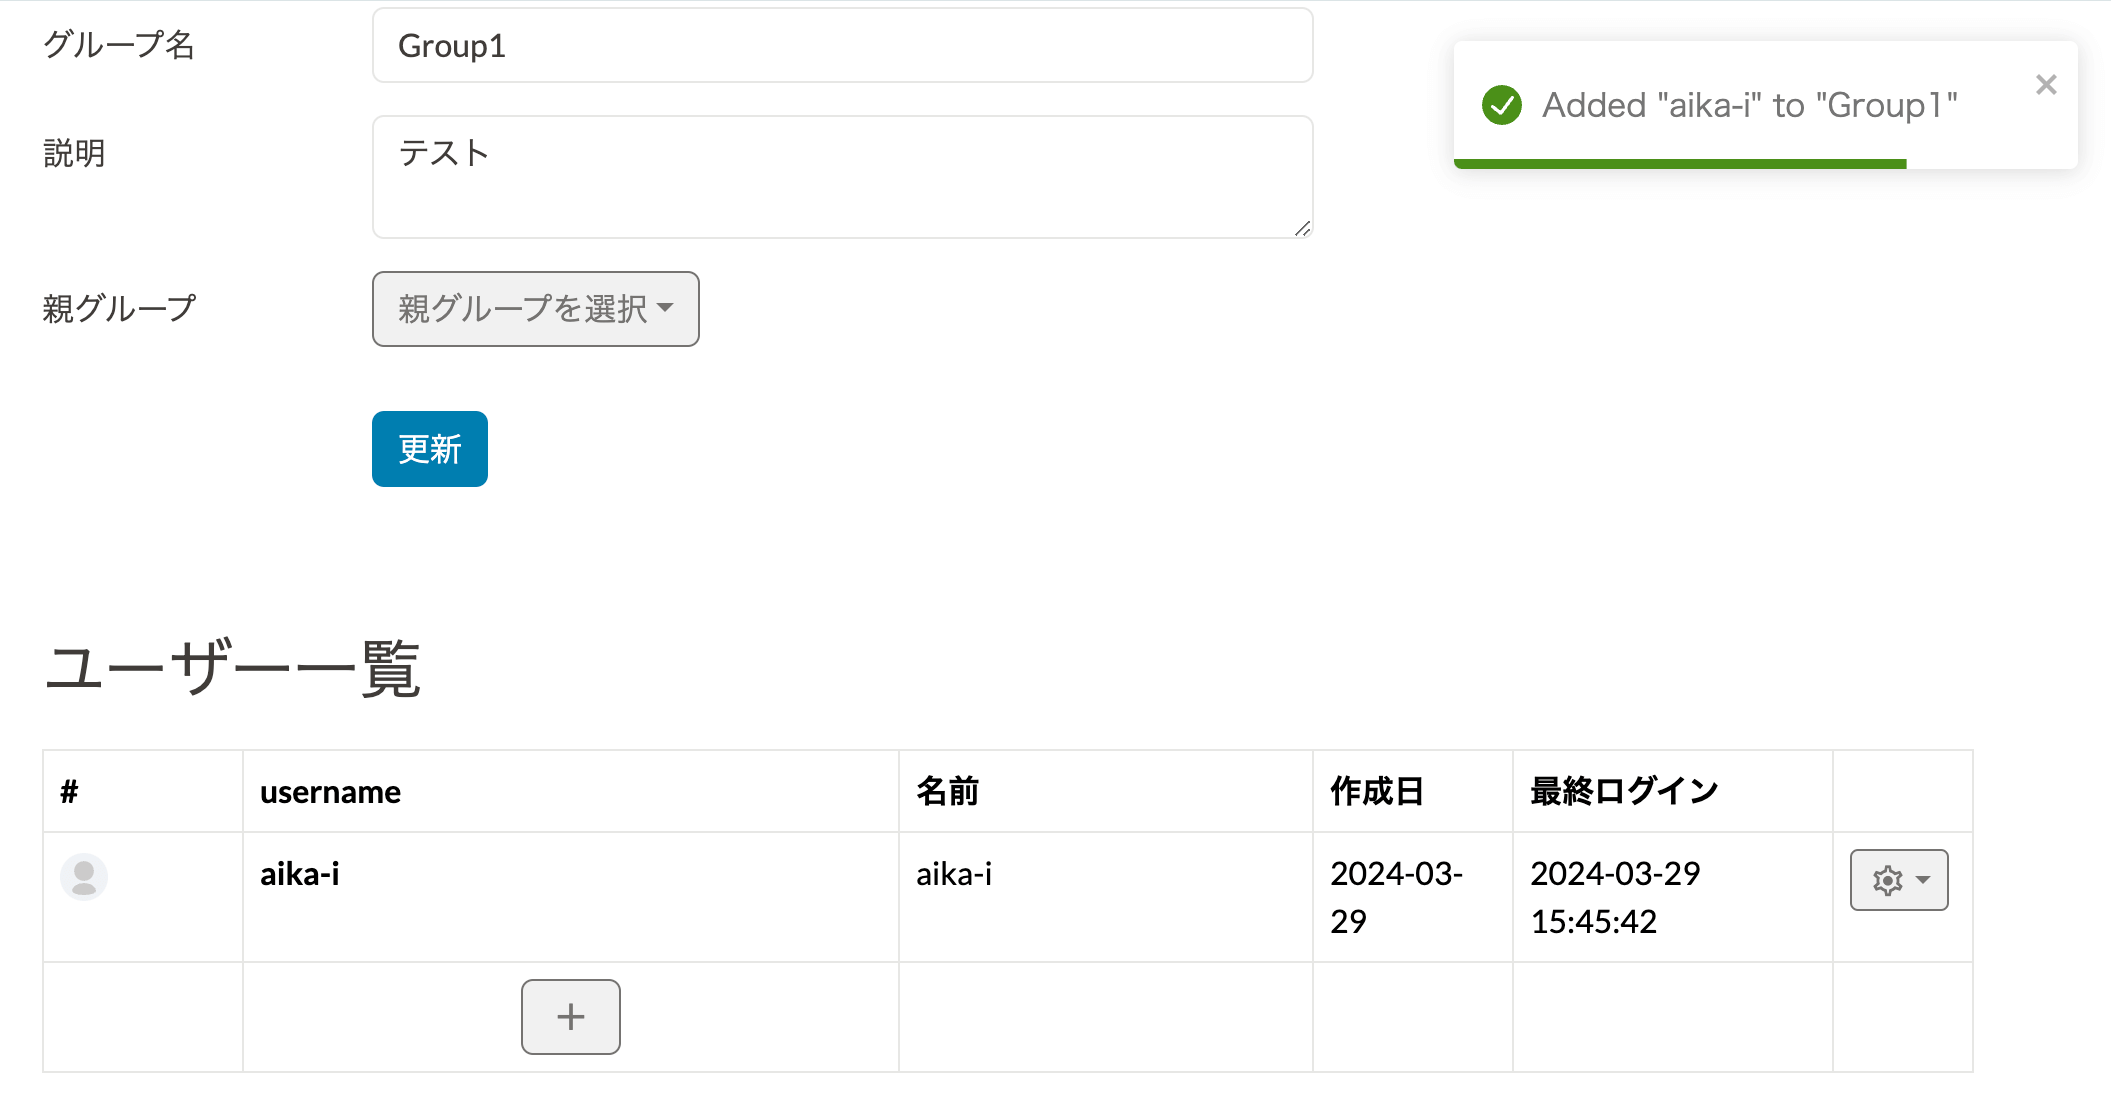 グループ名
Group1
Added "aika-i" to "Group1"
説明
テスト
親グループ
親グループを選択
更新
ユーザー一覧
# username 名前 作成日 最終ログイン
aika-i aika-i 2024-03- 2024-03-29
29 15:45:42